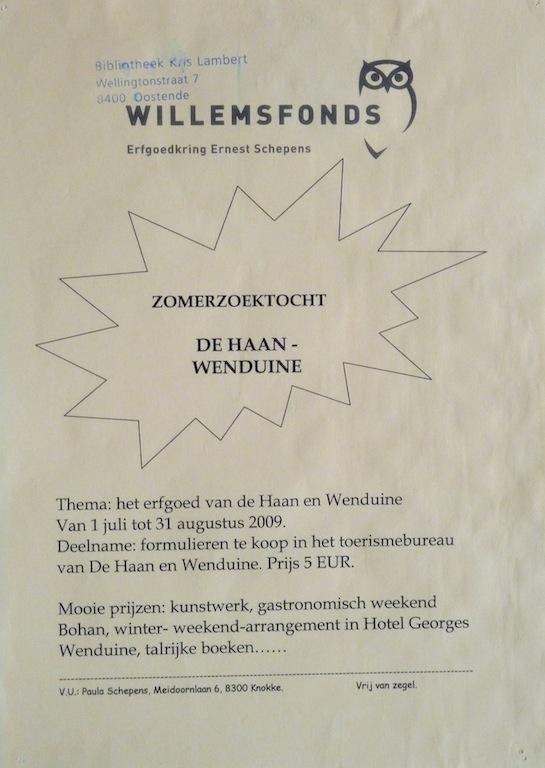 Bibliotheek Kris Lambert
Wellingtonstraat 7
8400 Oostende
WILLEMSFONDS
Erfgoedkring Ernest Schepens
ZOMERZOEKTOCHT
DE HAAN -
WENDUINE
Thema: het erfgoed van de Haan en Wenduine
Van 1 juli tot 31 augustus 2009.
Deelname: formulieren te koop in het toerismebureau
van De Haan en Wenduine. Prijs 5 EUR.
Mooie prijzen: kunstwerk, gastronomisch weekend
Bohan, winter- weekend-arrangement in Hotel Georges
Wenduine, talrijke boeken......
V.U.: Paula Schepens, Meidoornlaan 6, 8300 Knokke. Vrij van zegel.